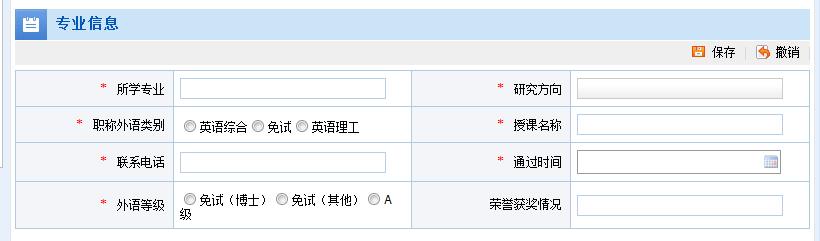 专业信息
保存 撤销
* 所学专业 * 研究方向
* 职称外语类别 英语综合 免试 英语理工 * 授课名称
* 联系电话 * 通过时间
* 外语等级 免试（博士） 免试（其他） A
级 荣誉获奖情况